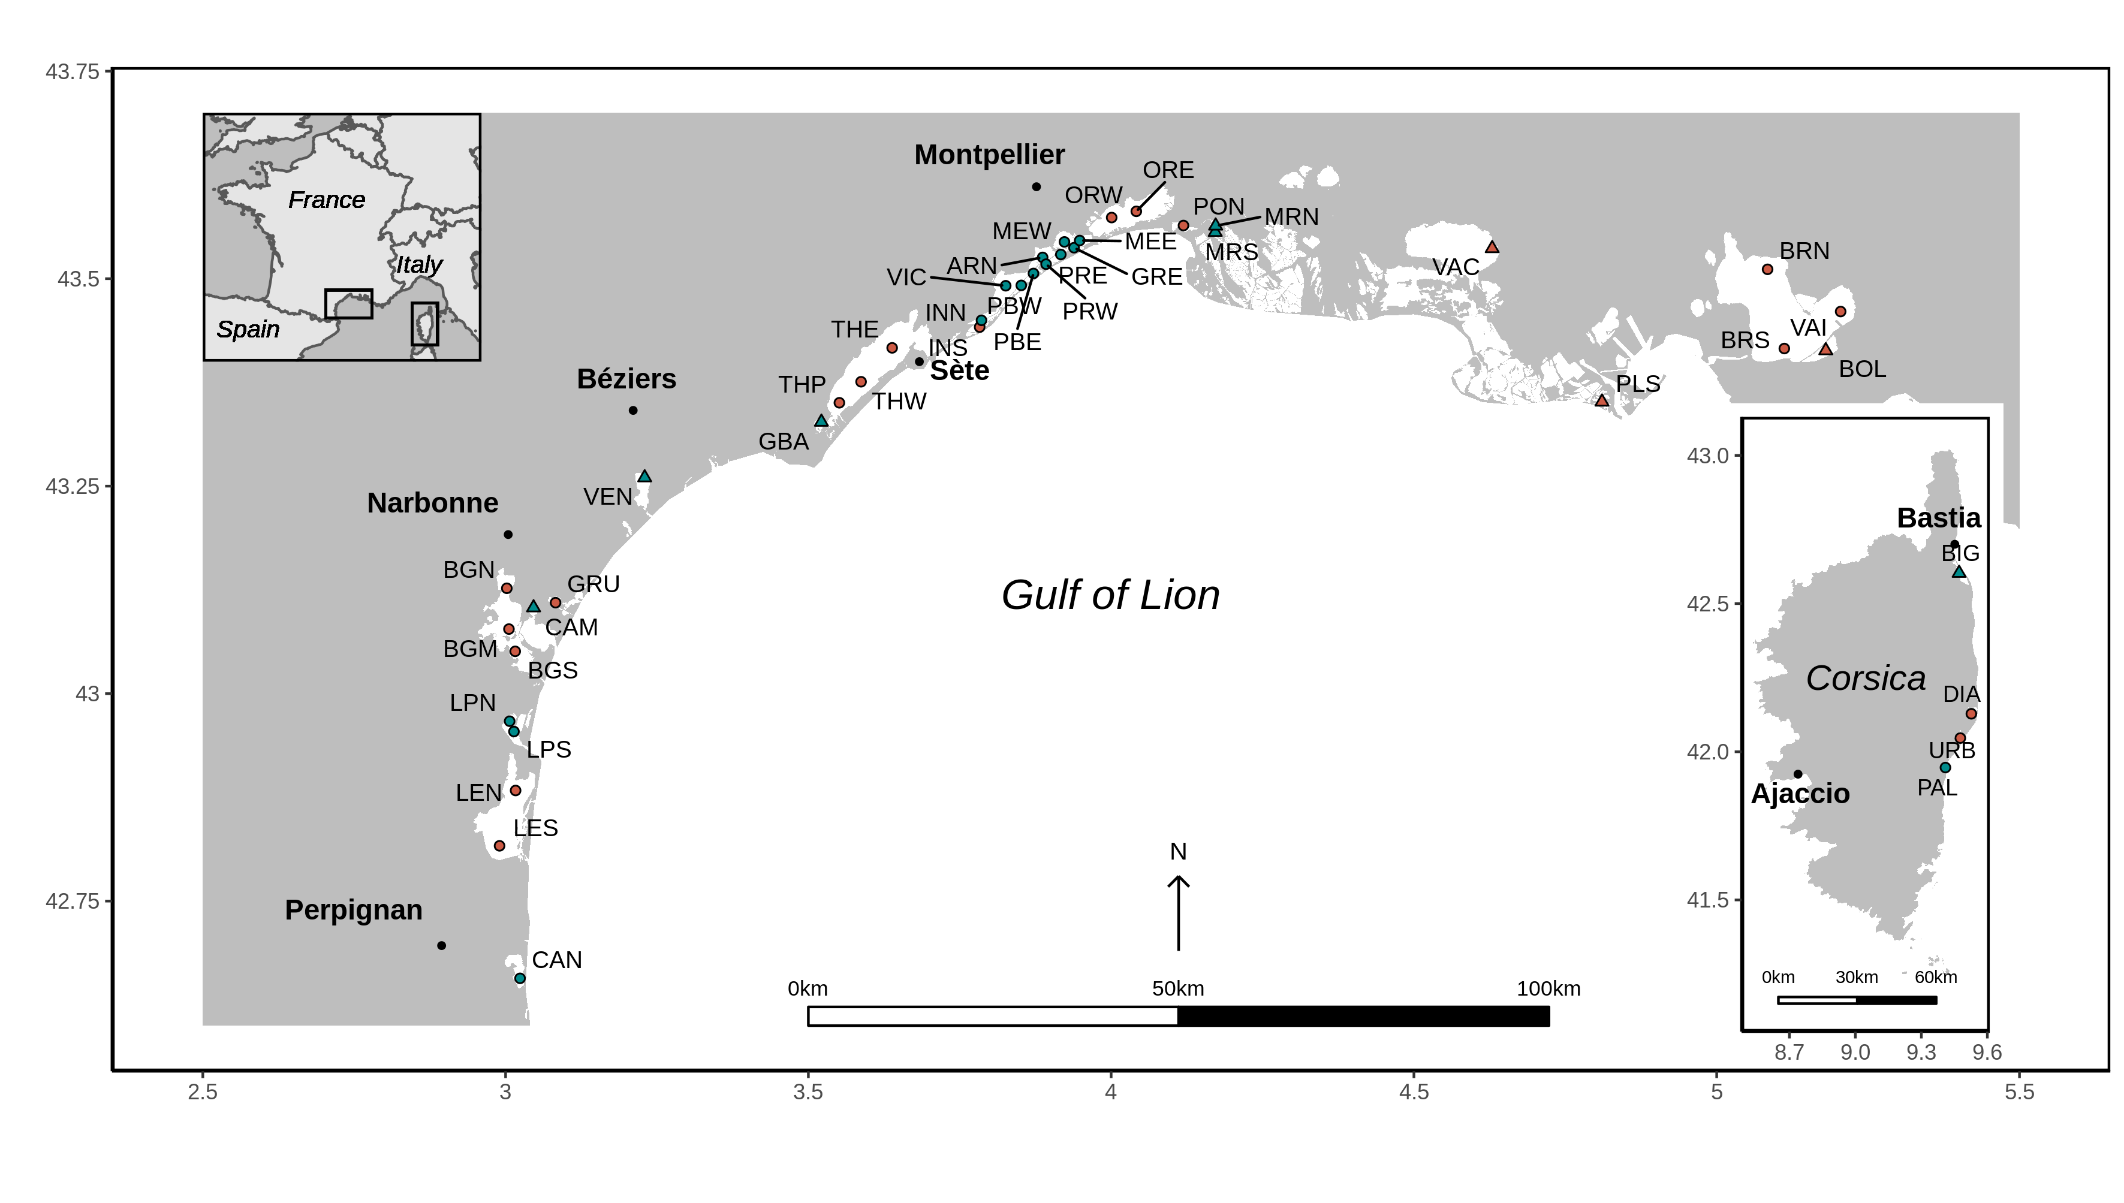 43.75
43.5
43.25
43
42.75
2.5
3
3.5
4
4.5
5
5.5
France
Italy
Spain
Montpellier
ORE
ORW
PON
MRN
MEW
MEE
MRS
ARN
VIC
PRE
GRE
PBW
PRW
INN
PBE
THE
INS
Sète
Béziers
THP
THW
GBA
VAC
BRN
VAI
BRS
BOL
PLS
VEN
Narbonne
BGN
GRU
CAM
BGM
BGS
LPN
LPS
LEN
LES
Perpignan
CAN
Gulf of Lion
N
0km
50km
100km
43.0
42.5
42.0
41.5
Bastia
BIG
Corsica
DIA
URB
PAL
Ajaccio
0km
30km
60km
8.7
9.0
9.3
9.6